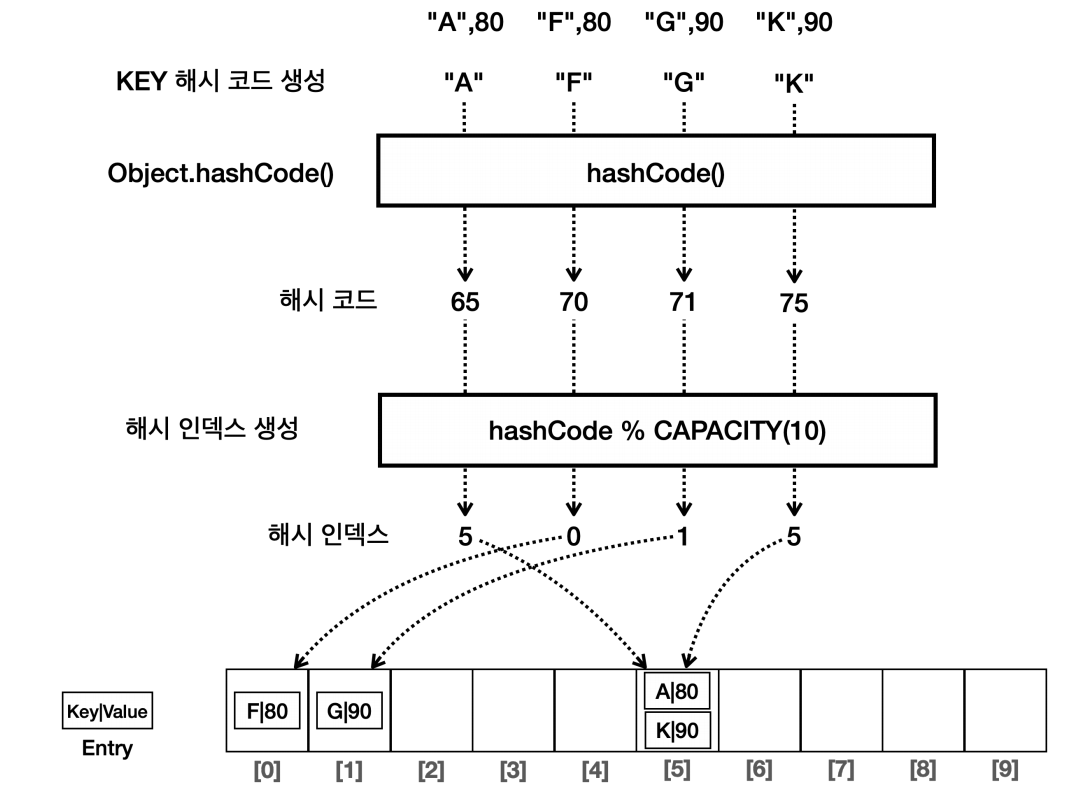 "A",80 "F",80 "G",90 "K",90
KEY 해시 코드 생성 "A" "F" "G" "K"
Object.hashCode() hashCode()
해시 코드 65 70 71 75
해시 인덱스 생성 hashCode % CAPACITY(10)
해시 인덱스 5 0 1 5
Key|Value F|80 G|90 A|80
K|90
Entry
[0] [1] [2] [3] [4] [5] [6] [7] [8] [9]